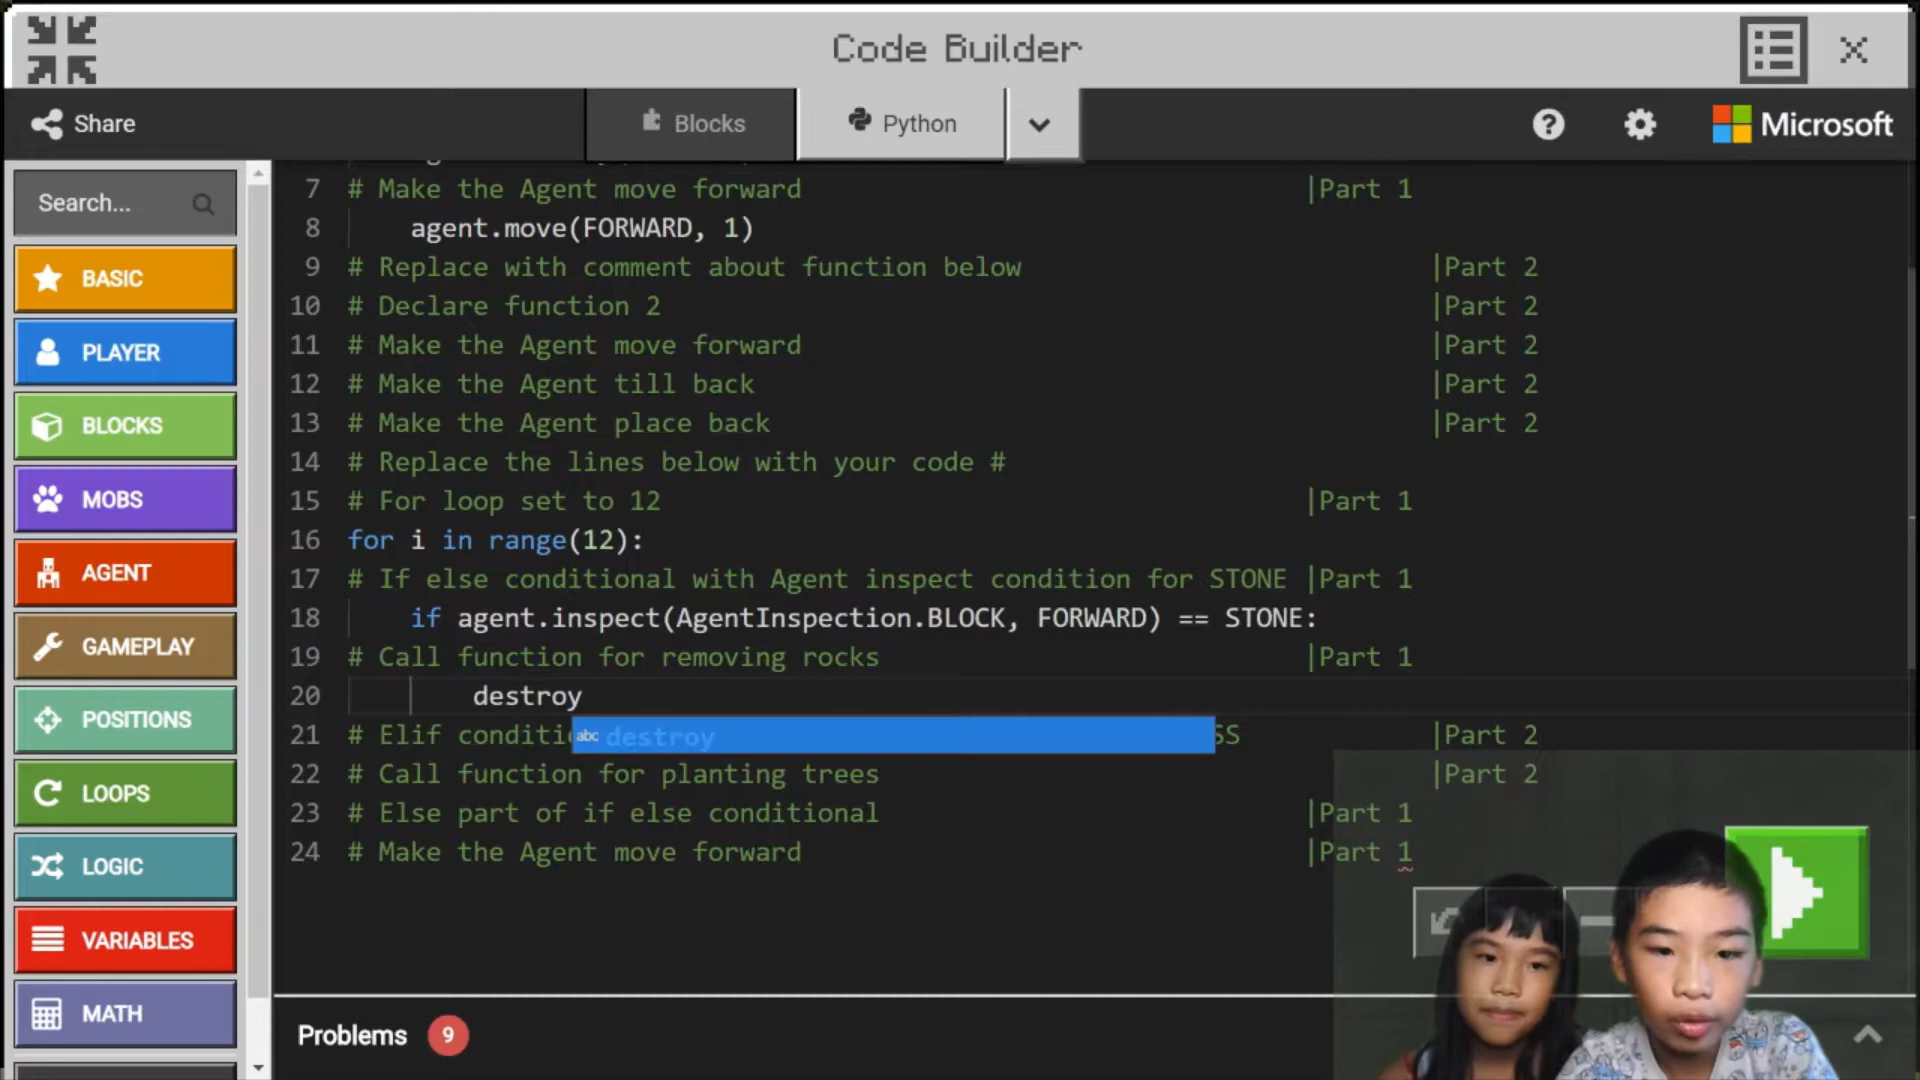 Code Builder
Share
Blocks
Python
Microsoft
Search...
BASIC
PLAYER
BLOCKS
MOBS
AGENT
GAMEPLAY
POSITIONS
LOOPS
LOGIC
VARIABLES
MATH
7 # Make the Agent move forward |Part 1
8 agent.move(FORWARD, 1)
9 # Replace with comment about function below |Part 2
10 # Declare function 2 |Part 2
11 # Make the Agent move forward |Part 2
12 # Make the Agent till back |Part 2
13 # Make the Agent place back |Part 2
14 # Replace the lines below with your code #
15 # For loop set to 12 |Part 1
16 for i in range(12):
17 # If else conditional with Agent inspect condition for STONE |Part 1
18 if agent.inspect(AgentInspection.BLOCK, FORWARD) == STONE:
19 # Call function for removing rocks |Part 1
20 destroy
abc destroy
21 # Elif conditi SS |Part 2
22 # Call function for planting trees |Part 2
23 # Else part of if else conditional |Part 1
24 # Make the Agent move forward |Part 1
Problems 9